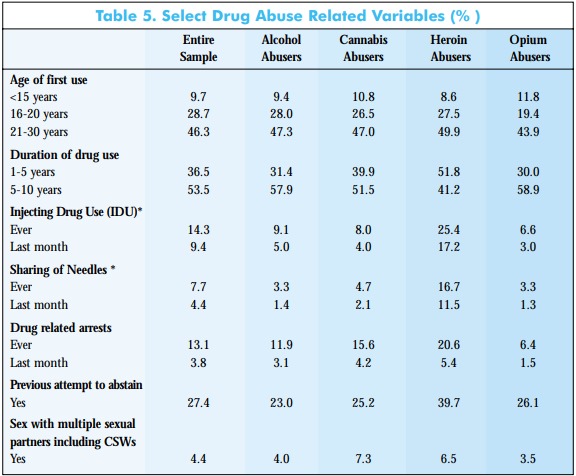 Table 5. Select Drug Abuse Related Variables (% )
Entire Sample Alcohol Abusers Cannabis Abusers Heroin Abusers Opium Abusers
Age of first use
<15 years 9.7 9.4 10.8 8.6 11.8
16-20 years 28.7 28.0 26.5 27.5 19.4
21-30 years 46.3 47.3 47.0 49.9 43.9
Duration of drug use
1-5 years 36.5 31.4 39.9 51.8 30.0
5-10 years 53.5 57.9 51.5 41.2 58.9
Injecting Drug Use (IDU)*
Ever 14.3 9.1 8.0 25.4 6.6
Last month 9.4 5.0 4.0 17.2 3.0
Sharing of Needles *
Ever 7.7 3.3 4.7 16.7 3.3
Last month 4.4 1.4 2.1 11.5 1.3
Drug related arrests
Ever 13.1 11.9 15.6 20.6 6.4
Last month 3.8 3.1 4.2 5.4 1.5
Previous attempt to abstain
Yes 27.4 23.0 25.2 39.7 26.1
Sex with multiple sexual
partners including CSWs
Yes 4.4 4.0 7.3 6.5 3.5